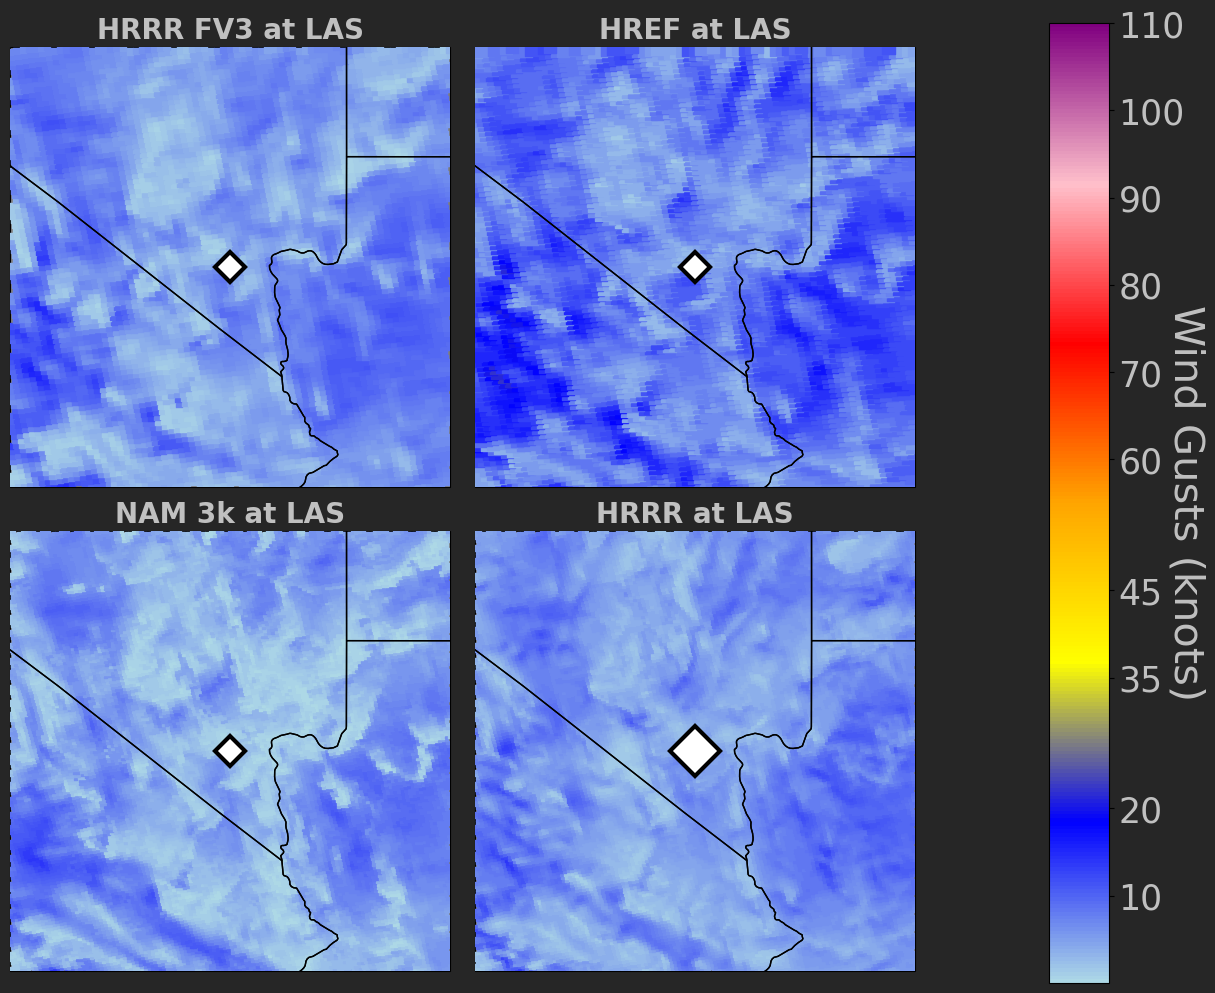 HRRR FV3 at LAS
HREF at LAS
NAM 3k at LAS
HRRR at LAS
110
100
90
80
70
60
45
35
20
10
Wind Gusts (knots)